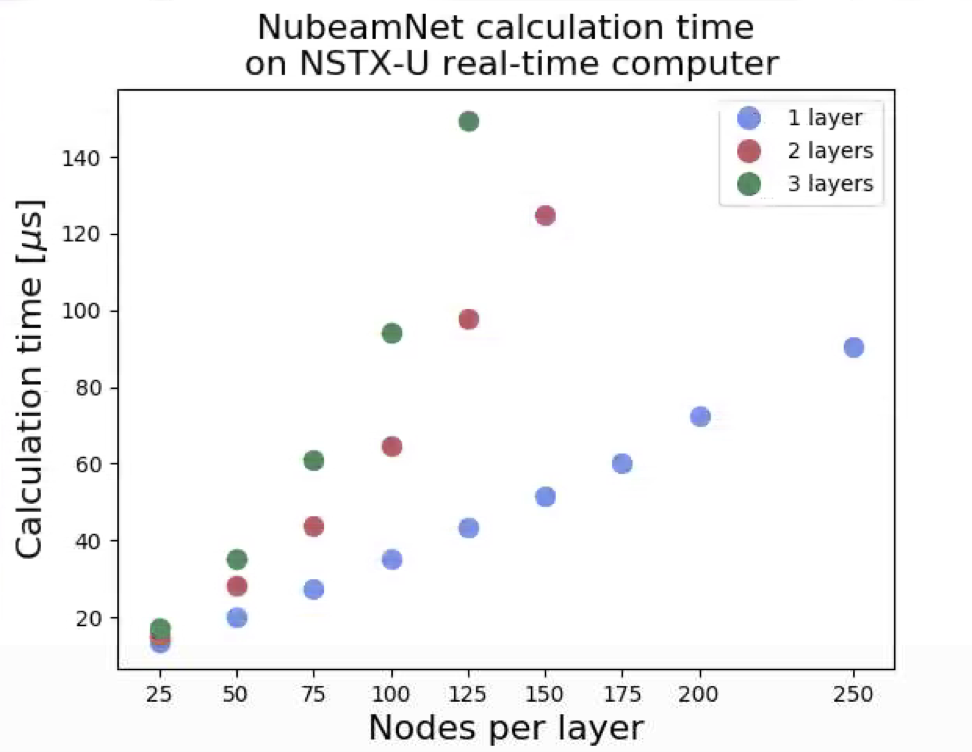 NubeamNet calculation time
on NSTX-U real-time computer
1 layer
2 layers
3 layers
Calculation time [μs]
140
120
100
80
60
40
20
25 50 75 100 125 150 175 200 250
Nodes per layer